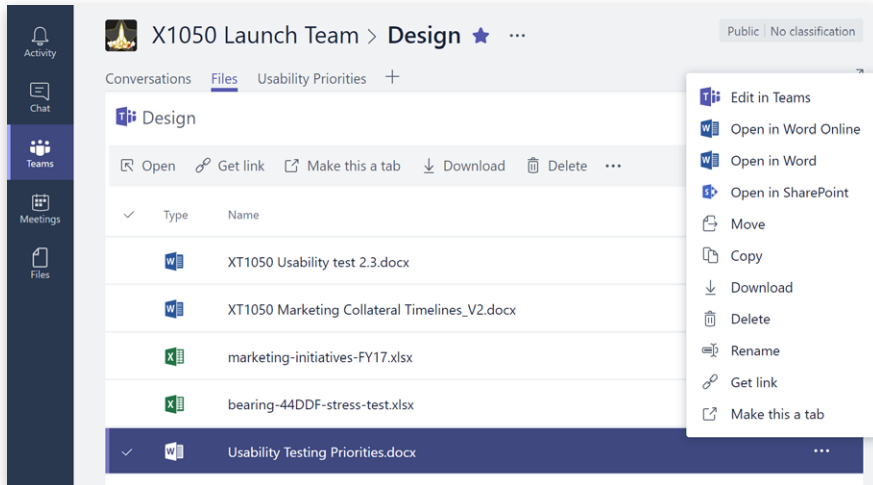 X1050 Launch Team > Design
Public | No classification
Activity
Chat
Teams
Meetings
Files
Conversations Files Usability Priorities
Design
Open Get link Make this a tab Download Delete
Type Name
XT1050 Usability test 2.3.docx
XT1050 Marketing Collateral Timelines_V2.docx
marketing-initiatives-FY17.xlsx
bearing-44DDF-stress-test.xlsx
Usability Testing Priorities.docx
Edit in Teams
Open in Word Online
Open in Word
Open in SharePoint
Move
Copy
Download
Delete
Rename
Get link
Make this a tab